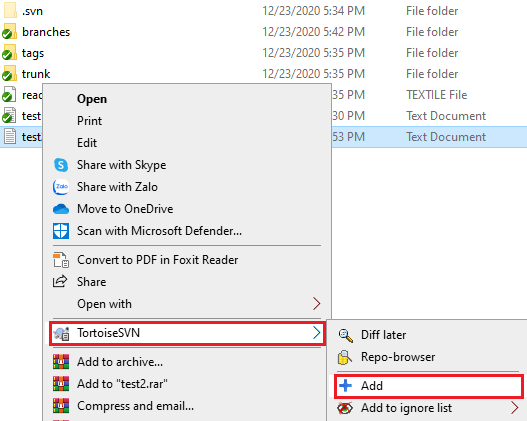 .svn 12/23/2020 5:34 PM File folder
branches 12/23/2020 5:35 PM File folder
tags 12/23/2020 5:35 PM File folder
trunk 12/23/2020 5:35 PM File folder
:35 PM TEXTILE File
test :30 PM Text Document
test :53 PM Text Document
Open
Print
Edit
Share with Skype
Zalo Share with Zalo
Move to OneDrive
Scan with Microsoft Defender...
Convert to PDF in Foxit Reader
Share
Open with
TortoiseSVN
Add to archive...
Add to "test2.rar"
Compress and email...
Diff later
Repo-browser
Add
Add to ignore list